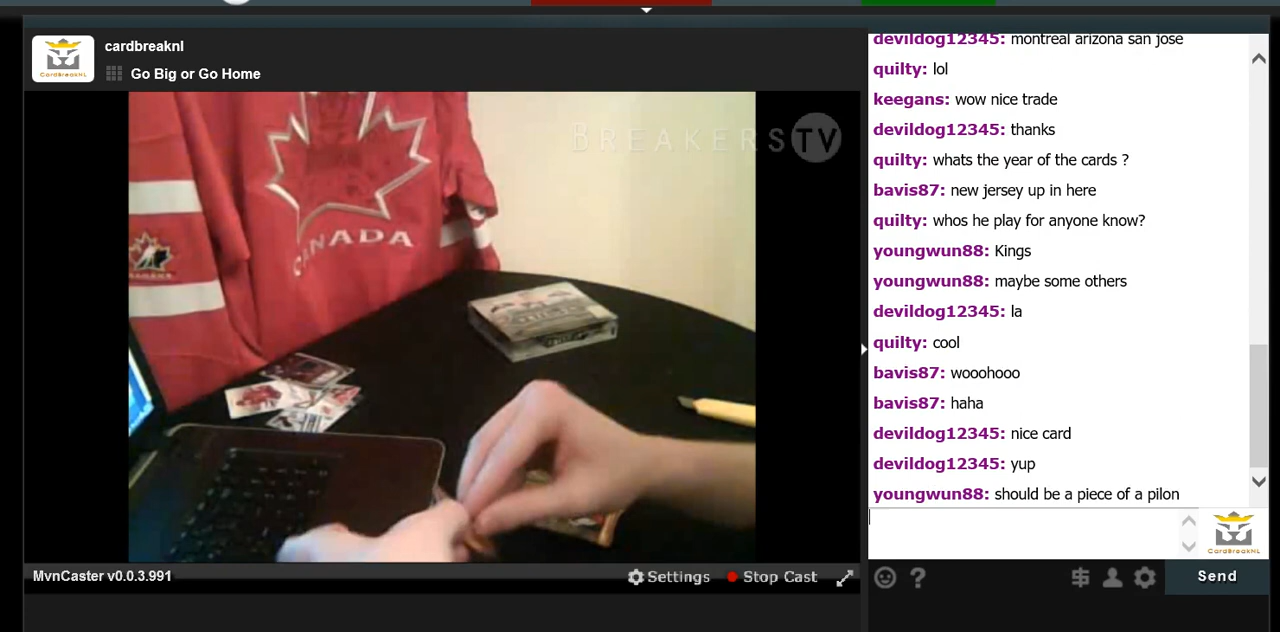 cardbreaknl
Go Big or Go Home
BREAKERS TV
CANADA
MvnCaster v0.0.3.991
Settings
Stop Cast
devildog12345: montreal arizona san jose
quilty: lol
keegans: wow nice trade
devildog12345: thanks
quilty: whats the year of the cards ?
bavis87: new jersey up in here
quilty: whos he play for anyone know?
youngwun88: Kings
youngwun88: maybe some others
devildog12345: la
quilty: cool
bavis87: wooohooo
bavis87: haha
devildog12345: nice card
devildog12345: yup
youngwun88: should be a piece of a pilon
CardBreakNL
Send